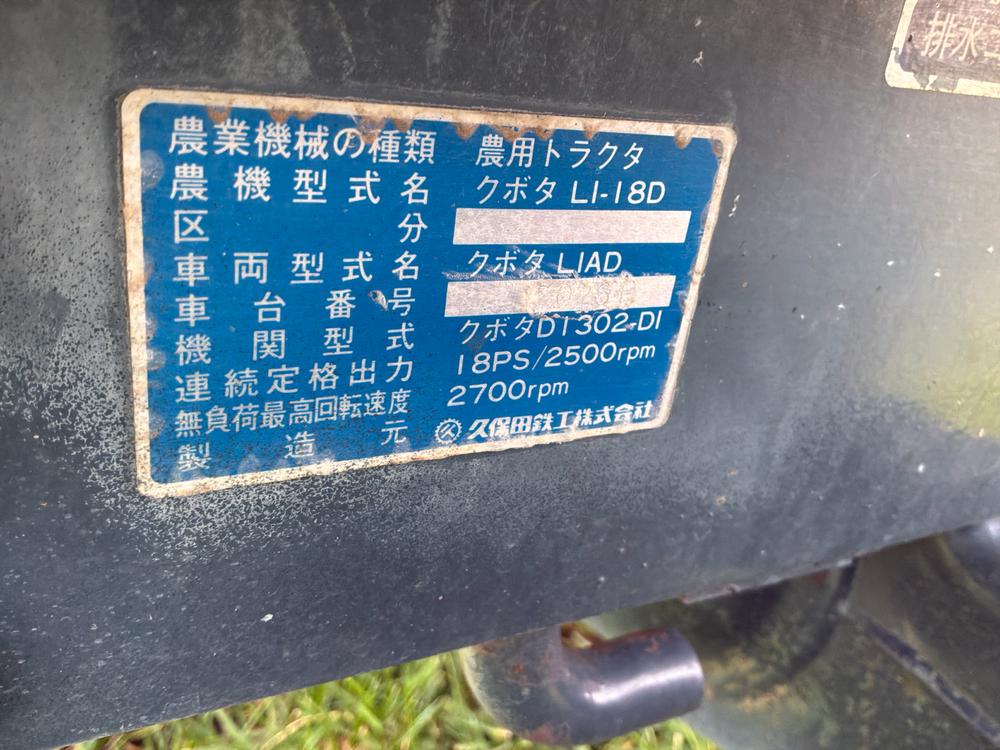 農業機械の種類 農用トラクタ
農機型式名 クボタ L1-18D
区分
車両型式名 クボタ L1AD
車台番号
機関型式 クボタD1302-DI
連続定格出力 18PS/2500rpm
無負荷最高回転速度 2700rpm
製造元 久保田鉄工株式会社
排水